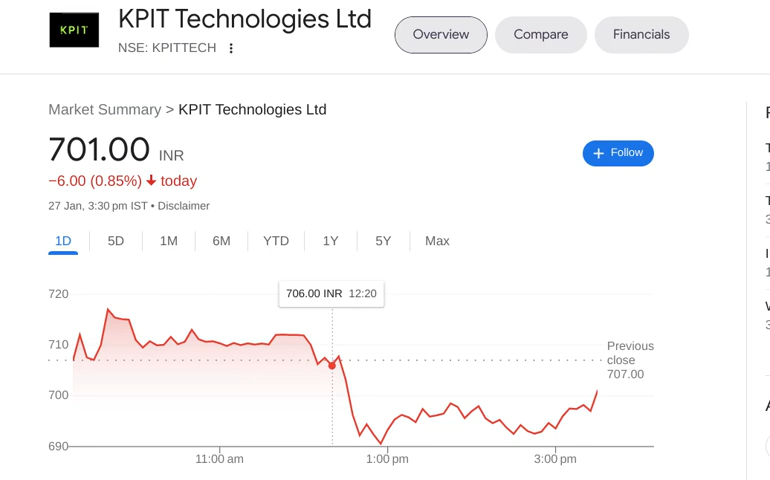 KPIT
KPIT Technologies Ltd
NSE: KPITTECH
Overview
Compare
Financials
Market Summary > KPIT Technologies Ltd
701.00 INR
+ Follow
−6.00 (0.85%) ↓ today
27 Jan, 3:30 pm IST • Disclaimer
1D 5D 1M 6M YTD 1Y 5Y Max
706.00 INR 12:20
720
710
700
690
Previous
close
707.00
11:00 am 1:00 pm 3:00 pm